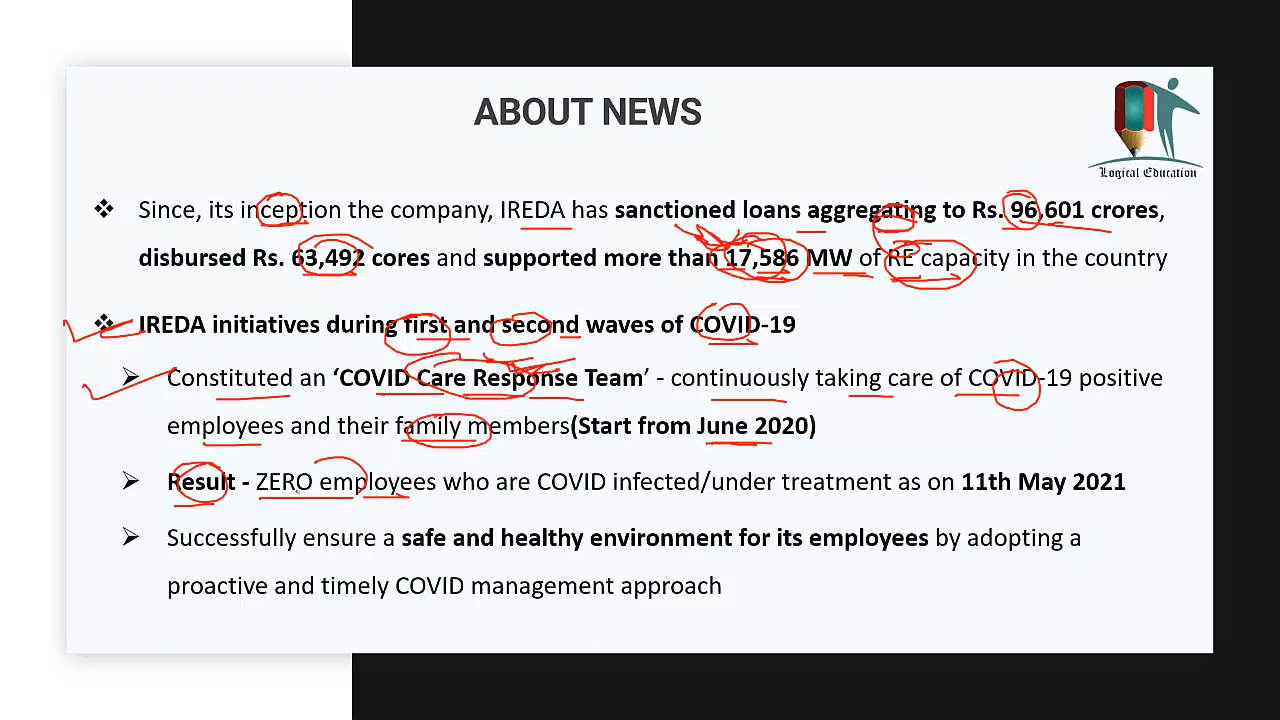 ABOUT NEWS
Logical Education
Since, its inception the company, IREDA has sanctioned loans aggregating to Rs. 96,601 crores,
disbursed Rs. 63,492 cores and supported more than 17,586 MW of RE capacity in the country
IREDA initiatives during first and second waves of COVID-19
Constituted an ‘COVID Care Response Team’ - continuously taking care of COVID-19 positive
employees and their family members(Start from June 2020)
Result - ZERO employees who are COVID infected/under treatment as on 11th May 2021
Successfully ensure a safe and healthy environment for its employees by adopting a
proactive and timely COVID management approach